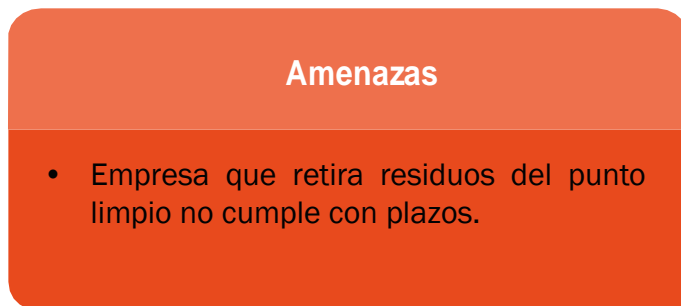 Amenazas
• Empresa que retira residuos del punto
limpio no cumple con plazos.